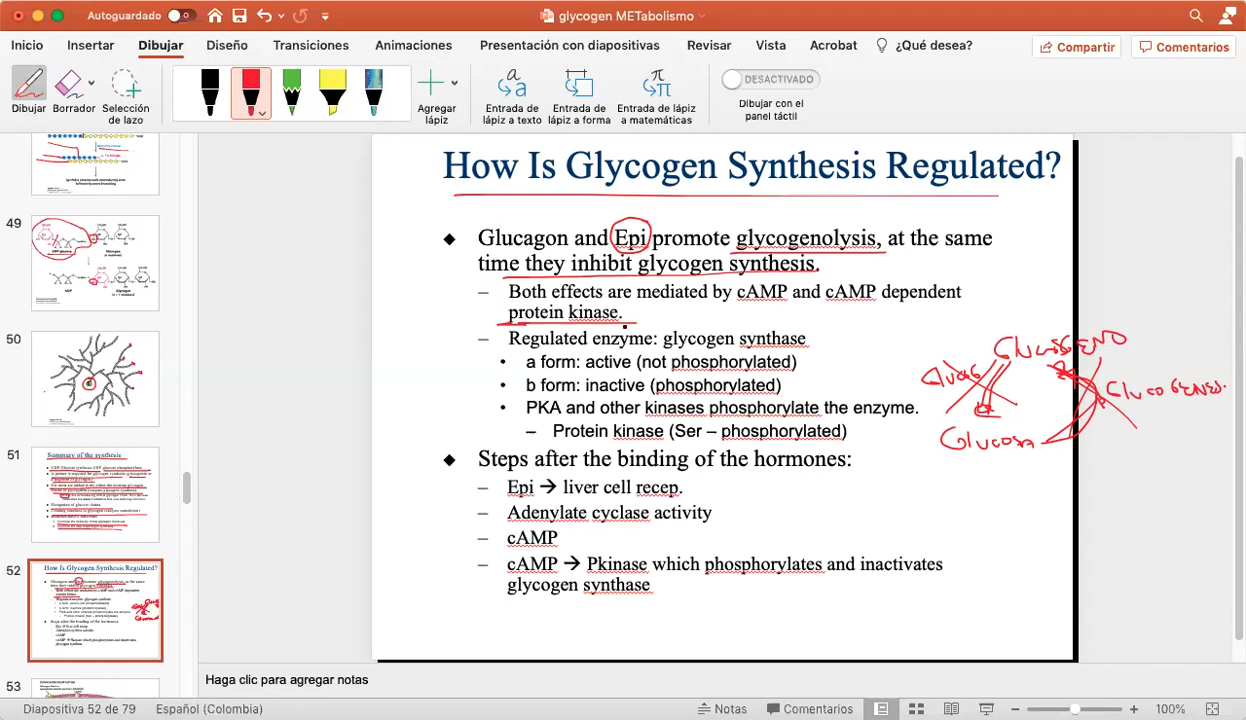 Autoguardado
glycogen METabolismo
Inicio Insertar Dibujar Diseño Transiciones Animaciones Presentación con diapositivas Revisar Vista Acrobat ¿Qué desea? Compartir Comentarios
DESACTIVADO
Dibujar Borrador Selección de lazo Agregar lápiz Entrada de lápiz a texto Entrada de lápiz a forma Entrada de lápiz a matemáticas Dibujar con el panel táctil
49
50
51
Summary of the synthesis
52
How Is Glycogen Synthesis Regulated?
53
How Is Glycogen Synthesis Regulated?
◆ Glucagon and Epi promote glycogenolysis, at the same
time they inhibit glycogen synthesis.
– Both effects are mediated by cAMP and cAMP dependent
protein kinase.
– Regulated enzyme: glycogen synthase
• a form: active (not phosphorylated)
• b form: inactive (phosphorylated)
• PKA and other kinases phosphorylate the enzyme.
– Protein kinase (Ser – phosphorylated)
◆ Steps after the binding of the hormones:
– Epi → liver cell recep.
– Adenylate cyclase activity
– cAMP
– cAMP → Pkinase which phosphorylates and inactivates
glycogen synthase
Glucosa
Haga clic para agregar notas
Diapositiva 52 de 79 Español (Colombia) Notas Comentarios 100%